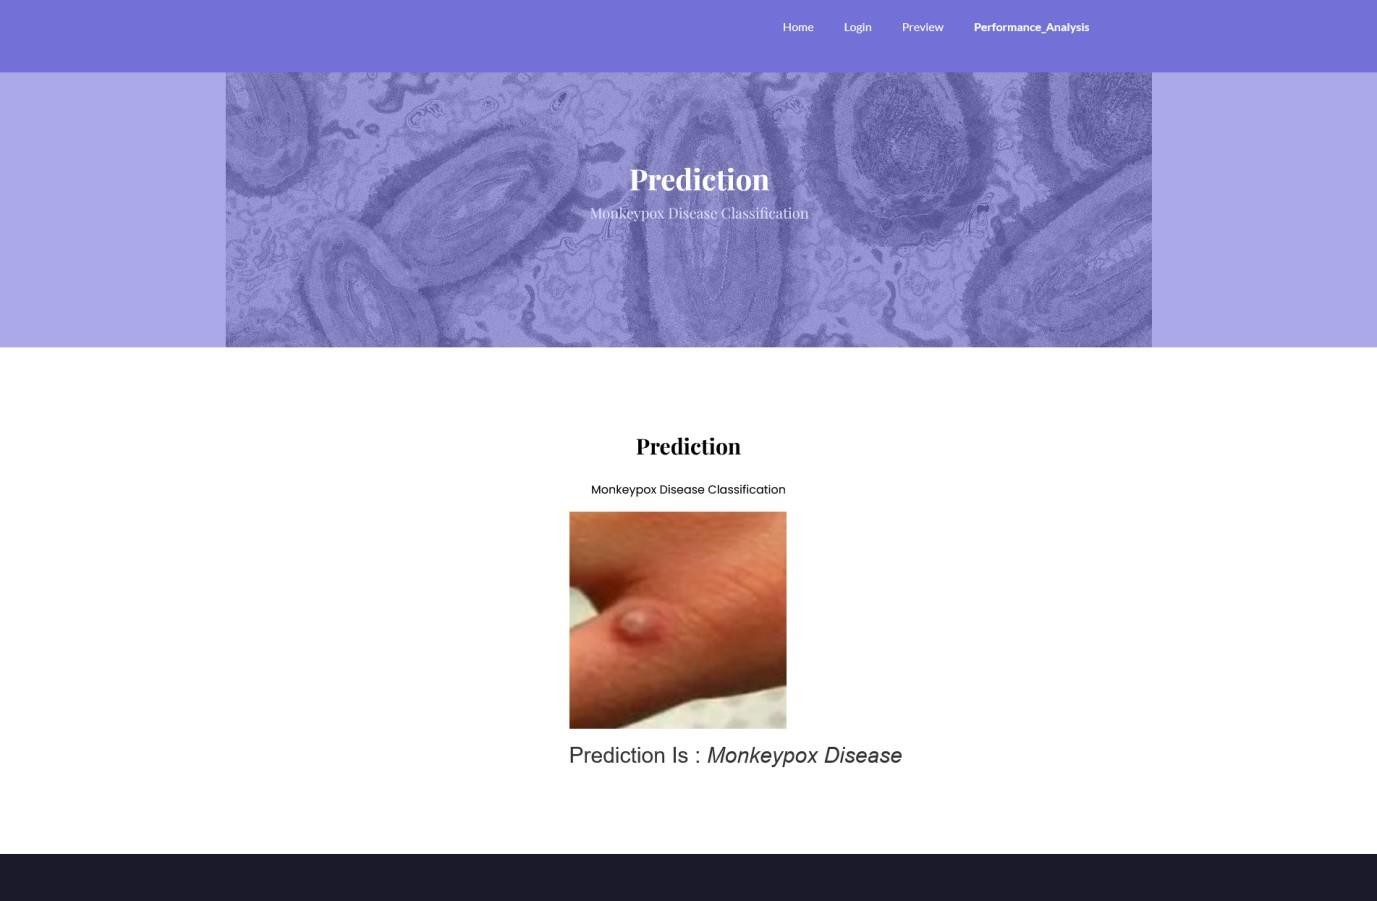 Home Login Preview Performance_Analysis
Prediction
Monkeypox Disease Classification
Prediction
Monkeypox Disease Classification
Prediction Is : Monkeypox Disease